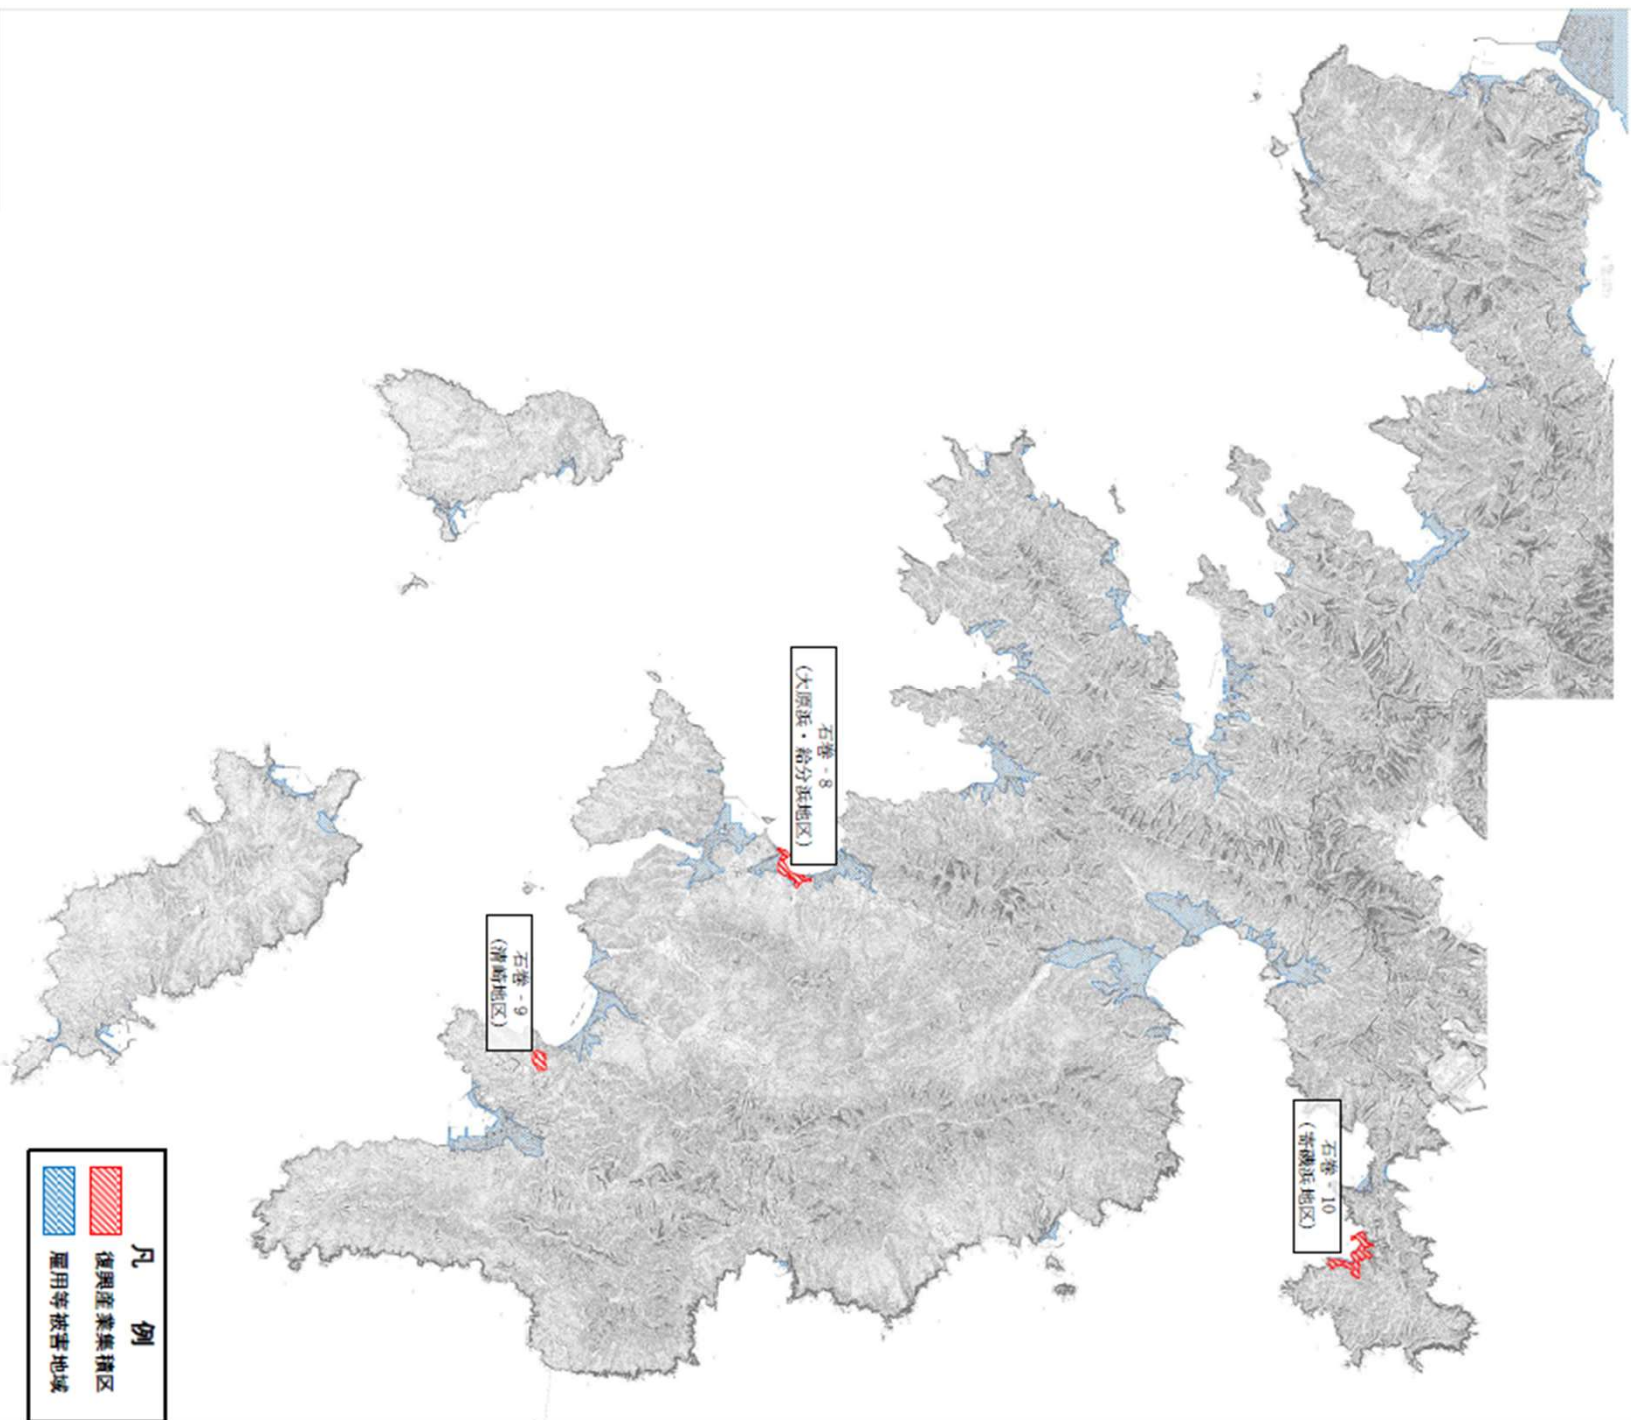 石巻 - 8
(大原浜・給分浜地区)
石巻 - 9
(清崎地区)
石巻 - 10
(寄磯浜地区)
凡 例
復興産業集積区
雇用等被害地域